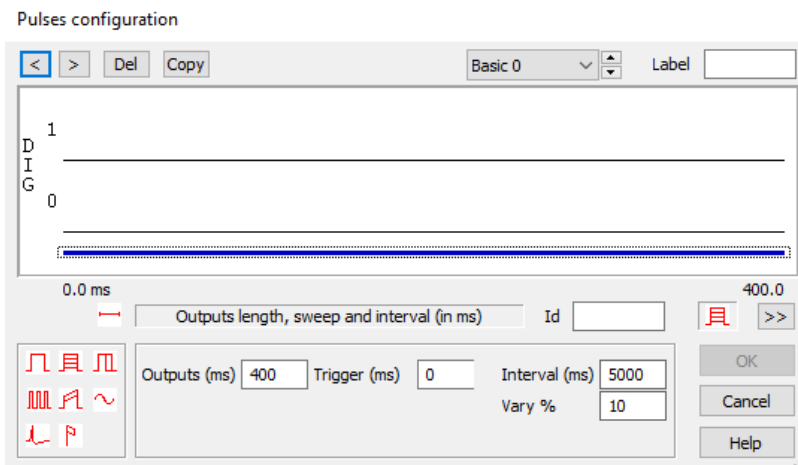 Pulses configuration
< > Del Copy Basic 0 Label
1
DIG
0
0.0 ms 400.0
Outputs length, sweep and interval (in ms) Id >>
Outputs (ms) 400 Trigger (ms) 0 Interval (ms) 5000 OK
Vary % 10 Cancel
Help